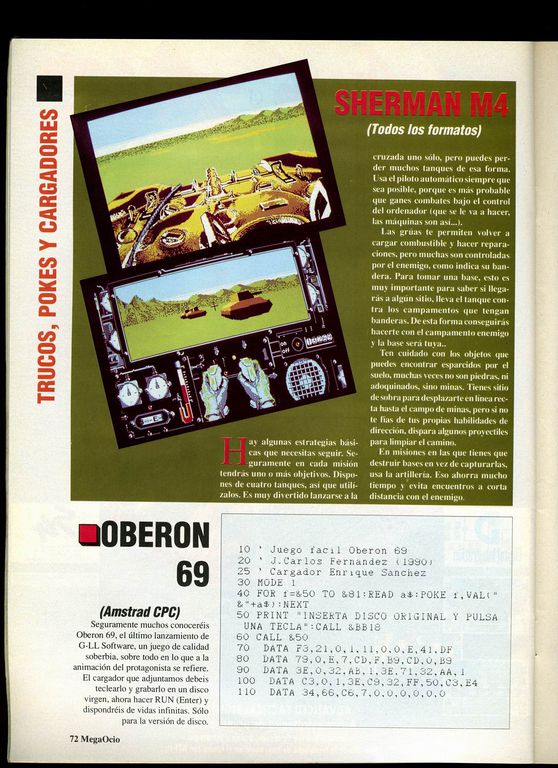 TRUCOS, POKES Y CARGADORES
SHERMAN M4
(Todos los formatos)
Hay algunas estrategias bási-
cas que necesitas seguir. Se-
guramente en cada misión
tendrás uno o más objetivos. Dispo-
nes de cuatro tanques, así que utilí-
zalos. Es muy divertido lanzarse a la
cruzada uno sólo, pero puedes per-
der muchos tanques de esa forma.
Usa el piloto automático siempre que
sea posible, porque es más probable
que ganes combates bajo el control
del ordenador (que se le va a hacer,
las máquinas son así...).
Las grúas te permiten volver a
cargar combustible y hacer repara-
ciones, pero muchas son controladas
por el enemigo, como indica su ban-
dera. Para tomar una base, esto es
muy importante para saber si llega-
rás a algún sitio, lleva el tanque con-
tra los campamentos que tengan
banderas. De esta forma conseguirás
hacerte con el campamento enemigo
y la base será tuya..
Ten cuidado con los objetos que
puedes encontrar esparcidos por el
suelo, muchas veces no son piedras, ni
adoquinados, sino minas. Tienes sitio
de sobra para desplazarte en línea rec-
ta hasta el campo de minas, pero si no
te fías de tus propias habilidades de
dirección, dispara algunos proyectiles
para limpiar el camino.
En misiones en las que tienes que
destruir bases en vez de capturarlas,
usa la artillería. Eso ahorra mucho
tiempo y evita encuentros a corta
distancia con el enemigo.
OBERON
69
(Amstrad CPC)
Seguramente muchos conoceréis
Oberon 69, el último lanzamiento de
G-LL Software, un juego de calidad
soberbia, sobre todo en lo que a la
animación del protagonista se refiere.
El cargador que adjuntamos debeis
teclearlo y grabarlo en un disco
virgen, ahora hacer RUN (Enter) y
dispondréis de vidas infinitas. Sólo
para la versión de disco.
10 ' Juego facil Oberon 69
20 ' J.Carlos Fernandez (1990)
25 ' Cargador Enrique Sanchez
30 MODE 1
40 FOR f=&50 TO &81:READ a$:POKE f,VAL("
&"+a$):NEXT
50 PRINT "INSERTA DISCO ORIGINAL Y PULSA
UNA TECLA":CALL &BB18
60 CALL &50
70 DATA F3,21,0,1,11,0,0,E,41,DF
80 DATA 79,0,E,7,CD,F,B9,CD,0,B9
90 DATA 3E,0,32,AB,1,3E,71,32,AA,1
100 DATA C3,0,1,3E,C9,32,FF,50,C3,E4
110 DATA 34,66,C6,7,0,0,0,0,0,0
72 MegaOcio